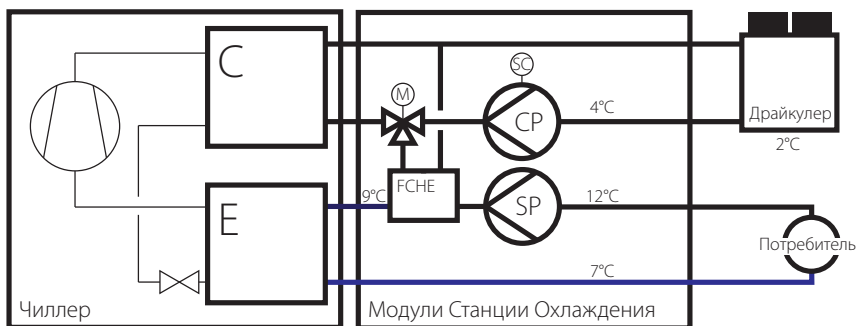 C
SC
M
CP
4°C
Драйкулер
2°C
FCHE
9°C
SP
12°C
E
Потребитель
7°C
Чиллер
Модули Станции Охлаждения